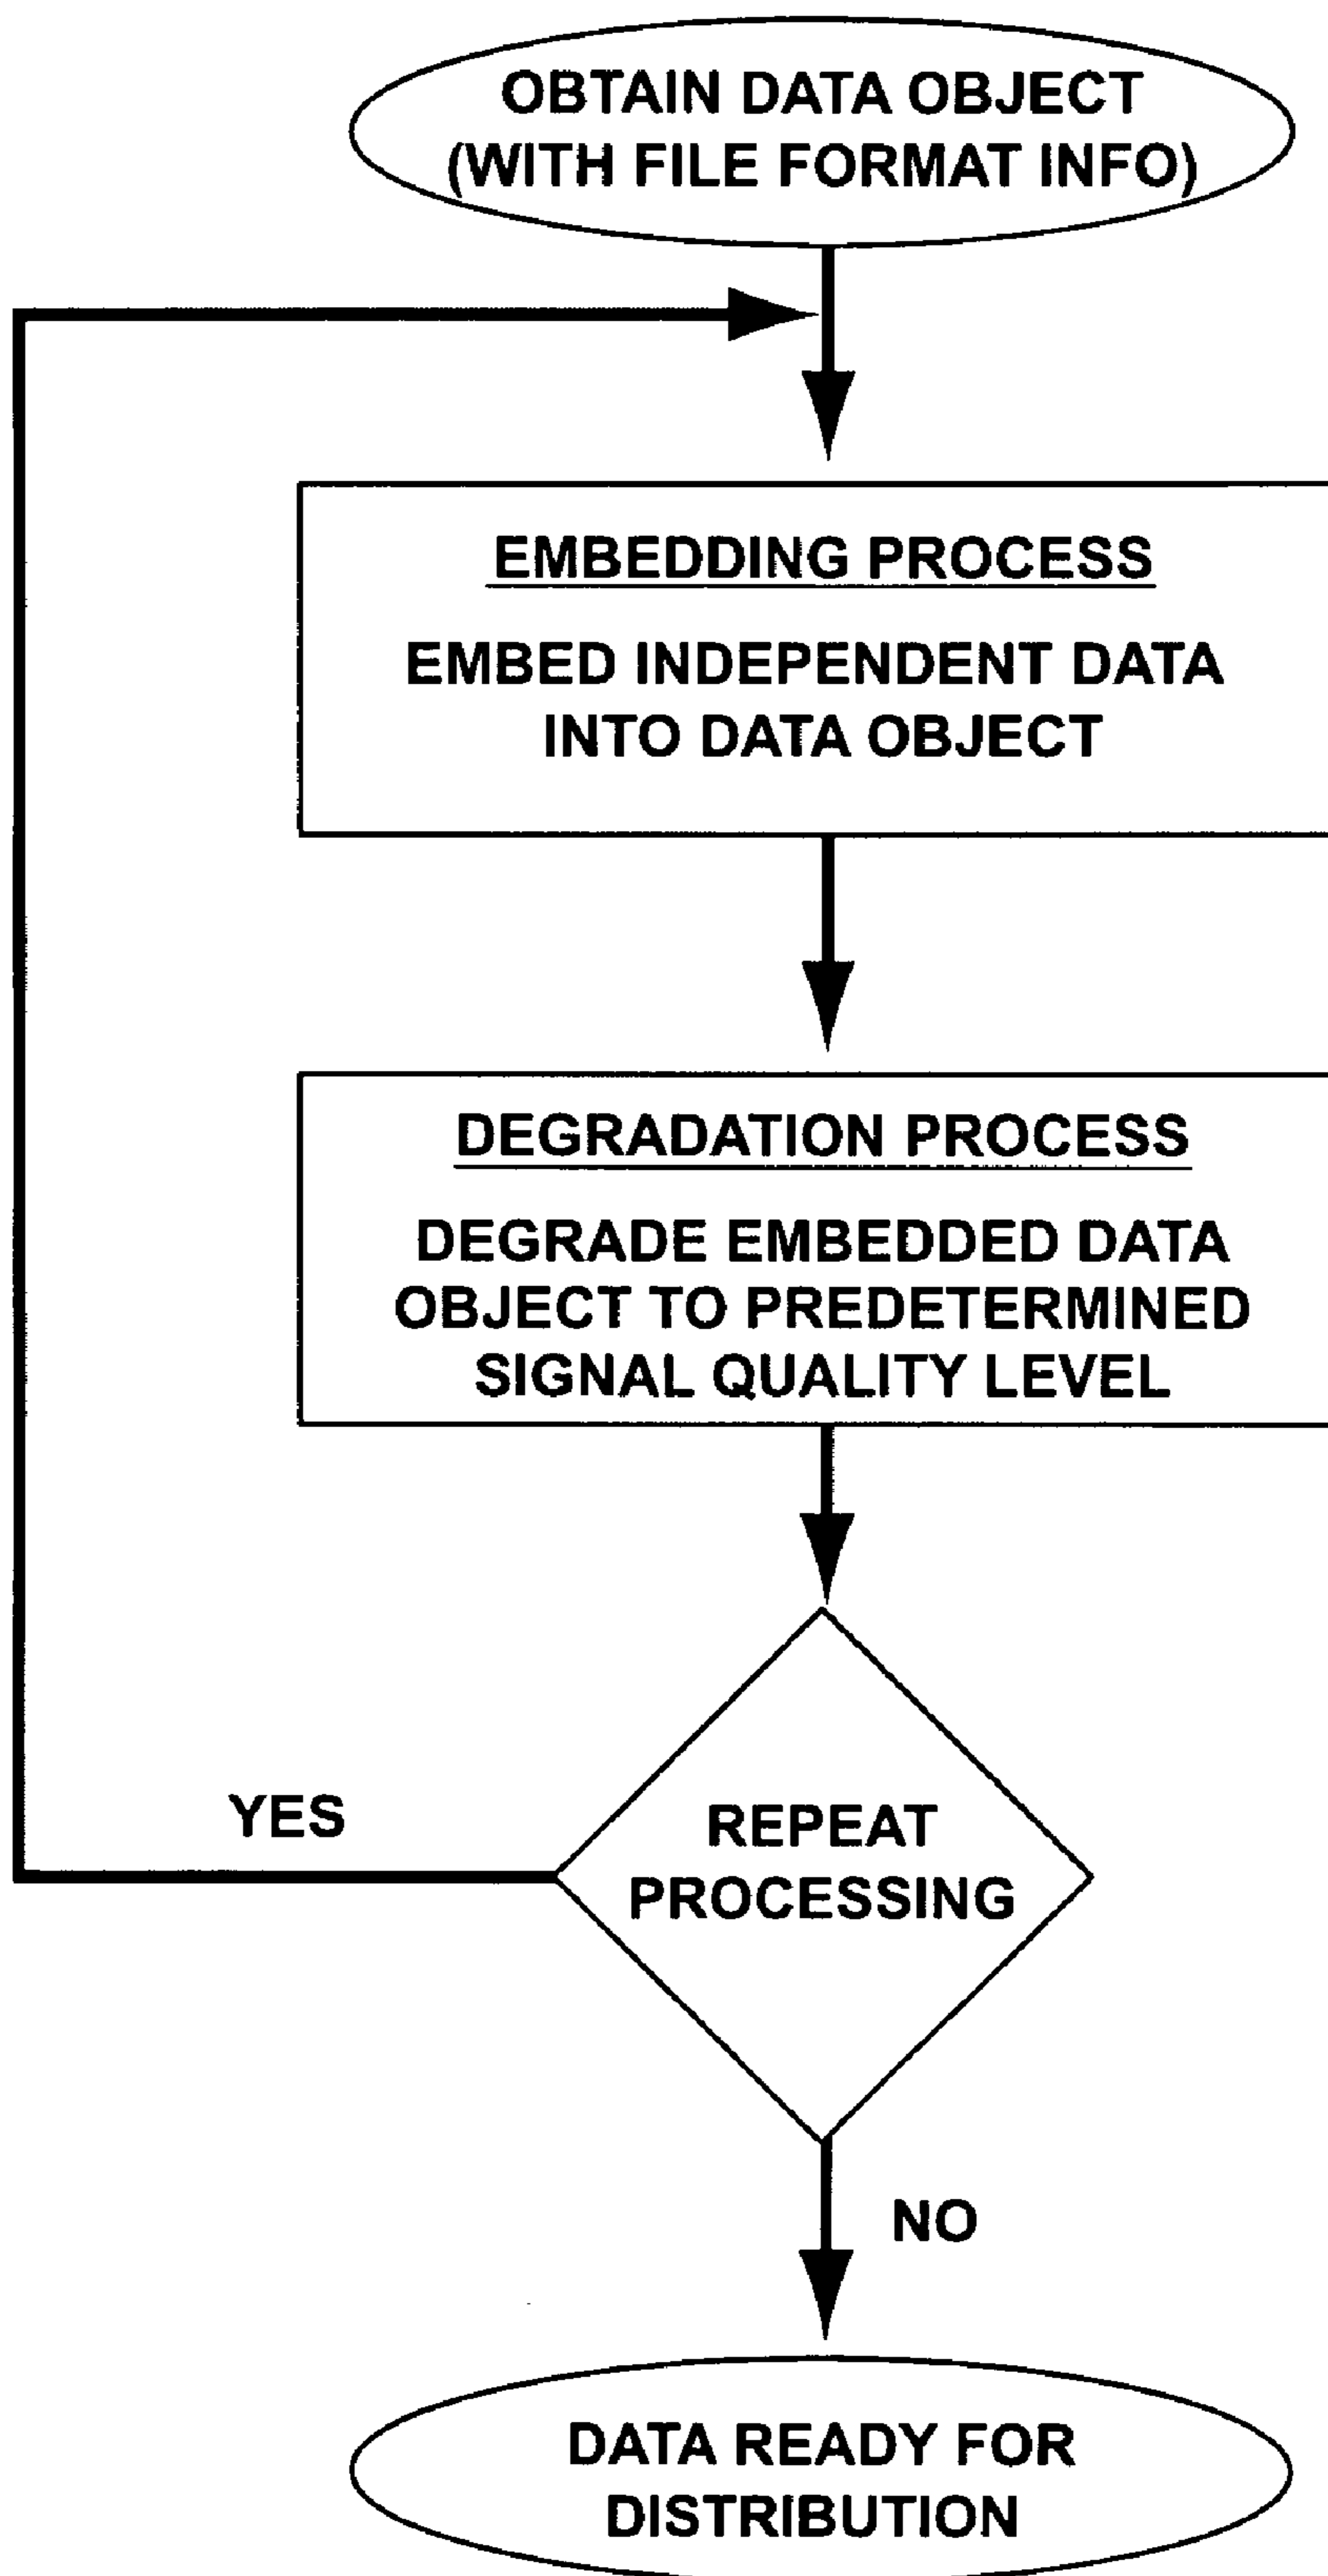 OBTAIN DATA OBJECT
(WITH FILE FORMAT INFO)
EMBEDDING PROCESS
EMBED INDEPENDENT DATA
INTO DATA OBJECT
DEGRADATION PROCESS
DEGRADE EMBEDDED DATA
OBJECT TO PREDETERMINED
SIGNAL QUALITY LEVEL
YES
REPEAT
PROCESSING
NO
DATA READY FOR
DISTRIBUTION